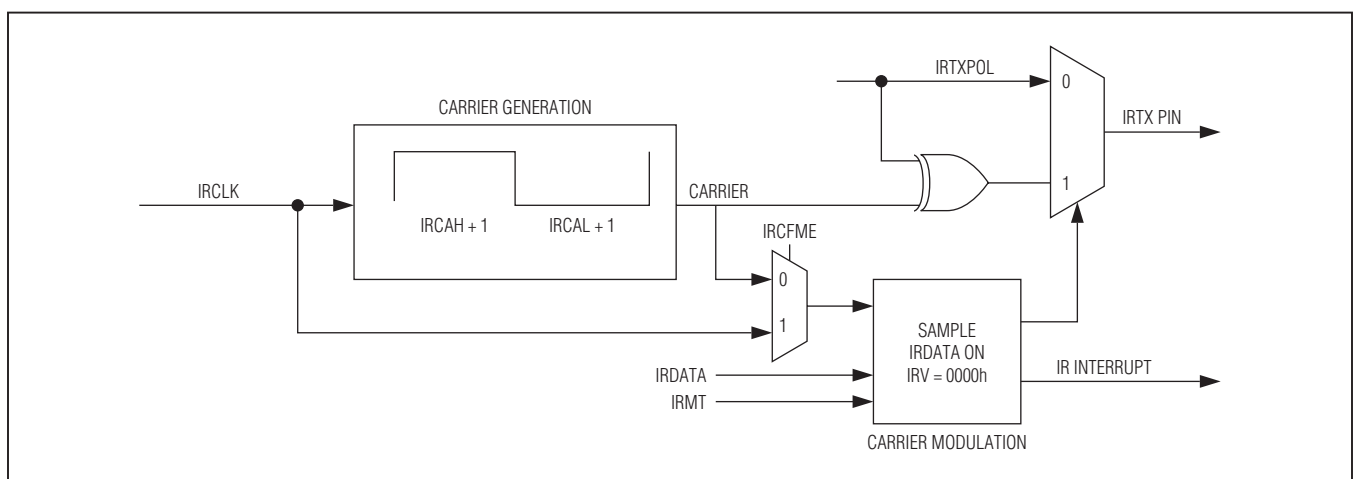 IRTXPOL
0
CARRIER GENERATION
IRTX PIN
IRCLK
CARRIER
1
IRCAH + 1
IRCAL + 1
IRCFME
0
1
SAMPLE
IRDATA ON
IRV = 0000h
IRDATA
IR INTERRUPT
IRMT
CARRIER MODULATION